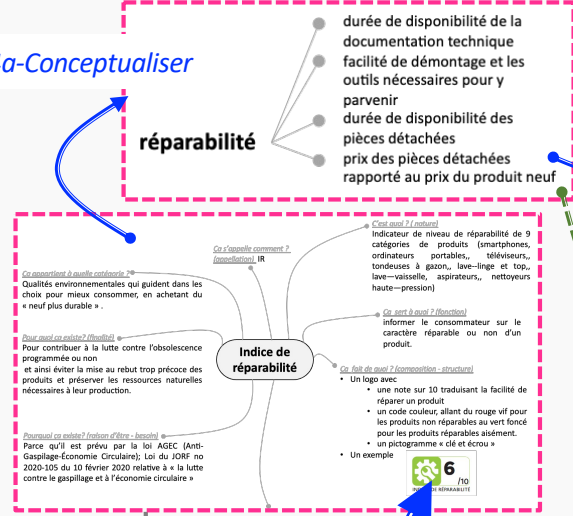 a-Conceptualiser
réparabilité
durée de disponibilité de la
documentation technique
facilité de démontage et les
outils nécessaires pour y
parvenir
durée de disponibilité des
pièces détachées
prix des pièces détachées
rapporté au prix du produit neuf
Ca s'appelle comment ?
(appellation) IR
C'est quoi ? ( nature)
Indicateur de niveau de réparabilité de 9
catégories de produits (smartphones,
ordinateurs portables,, téléviseurs,,
tondeuses à gazon,, lave--linge et top,,
lave—vaisselle, aspirateurs,, nettoyeurs
haute—pression)
Ca appartient à quelle catégorie ?
Qualités environnementales qui guident dans les
choix pour mieux consommer, en achetant du
« neuf plus durable » .
Ca sert à quoi ? (fonction)
informer le consommateur sur le
caractère réparable ou non d'un
produit.
Pour quoi ca existe? (finalité)
Pour contribuer à la lutte contre l'obsolescence
programmée ou non
et ainsi éviter la mise au rebut trop précoce des
produits et préserver les ressources naturelles
nécessaires à leur production.
Indice de
réparabilité
Ca fait de quoi ? (composition - structure)
• Un logo avec
• une note sur 10 traduisant la facilité de
réparer un produit
• un code couleur, allant du rouge vif pour
les produits non réparables au vert foncé
pour les produits réparables aisément.
• un pictogramme « clé et écrou »
• Un exemple
Pourquoi ca existe? (raison d'être - besoin)
Parce qu'il est prévu par la loi AGEC (Anti-
Gaspilage-Économie Circulaire); Loi du JORF no
2020-105 du 10 février 2020 relative à « la lutte
contre le gaspillage et à l'économie circulaire »
6
/10